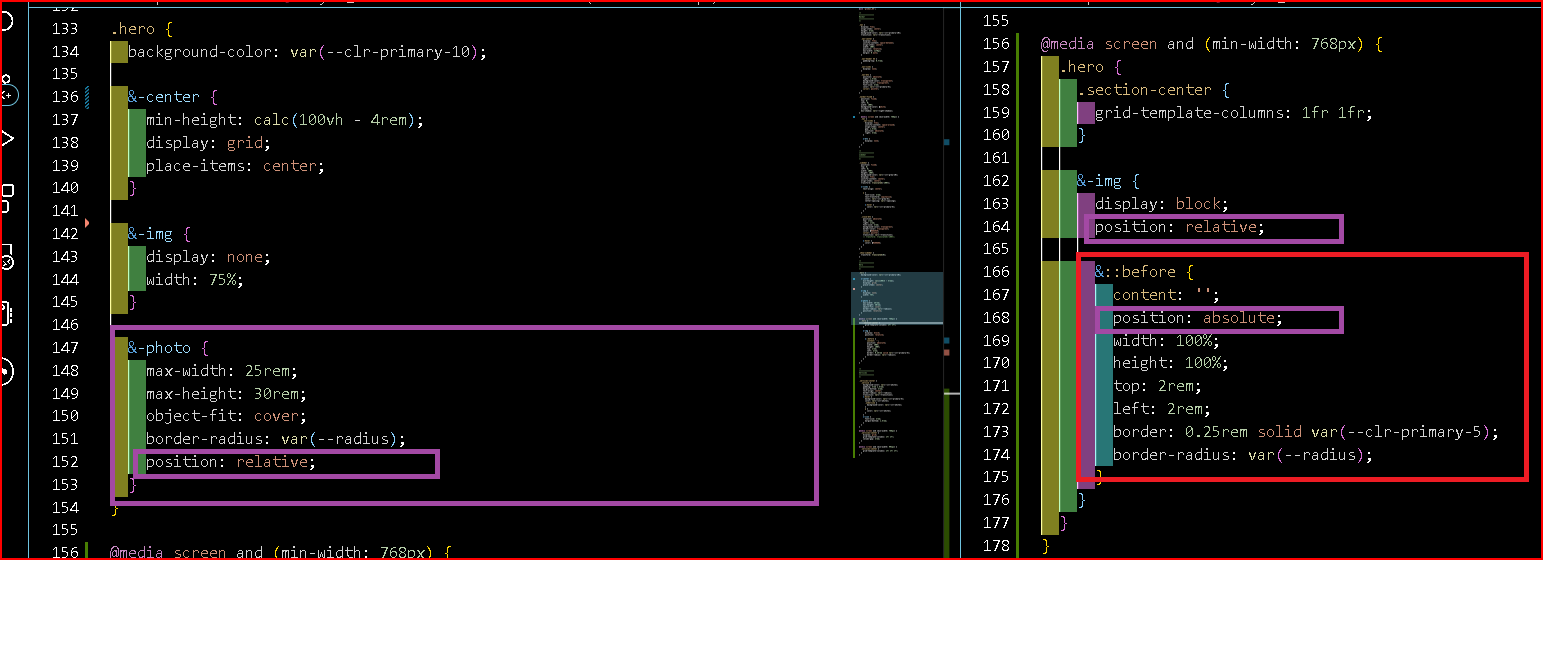 133 .hero {
134 background-color: var(--clr-primary-10);
135
136 &-center {
137 min-height: calc(100vh - 4rem);
138 display: grid;
139 place-items: center;
140 }
141
142 &-img {
143 display: none;
144 width: 75%;
145 }
146
147 &-photo {
148 max-width: 25rem;
149 max-height: 30rem;
150 object-fit: cover;
151 border-radius: var(--radius);
152 position: relative;
153 }
154 }
155
156 @media screen and (min-width: 768px) {
155
156 @media screen and (min-width: 768px) {
157 .hero {
158 .section-center {
159 grid-template-columns: 1fr 1fr;
160 }
161
162 &-img {
163 display: block;
164 position: relative;
165
166 &::before {
167 content: '';
168 position: absolute;
169 width: 100%;
170 height: 100%;
171 top: 2rem;
172 left: 2rem;
173 border: 0.25rem solid var(--clr-primary-5);
174 border-radius: var(--radius);
175 }
176 }
177 }
178 }